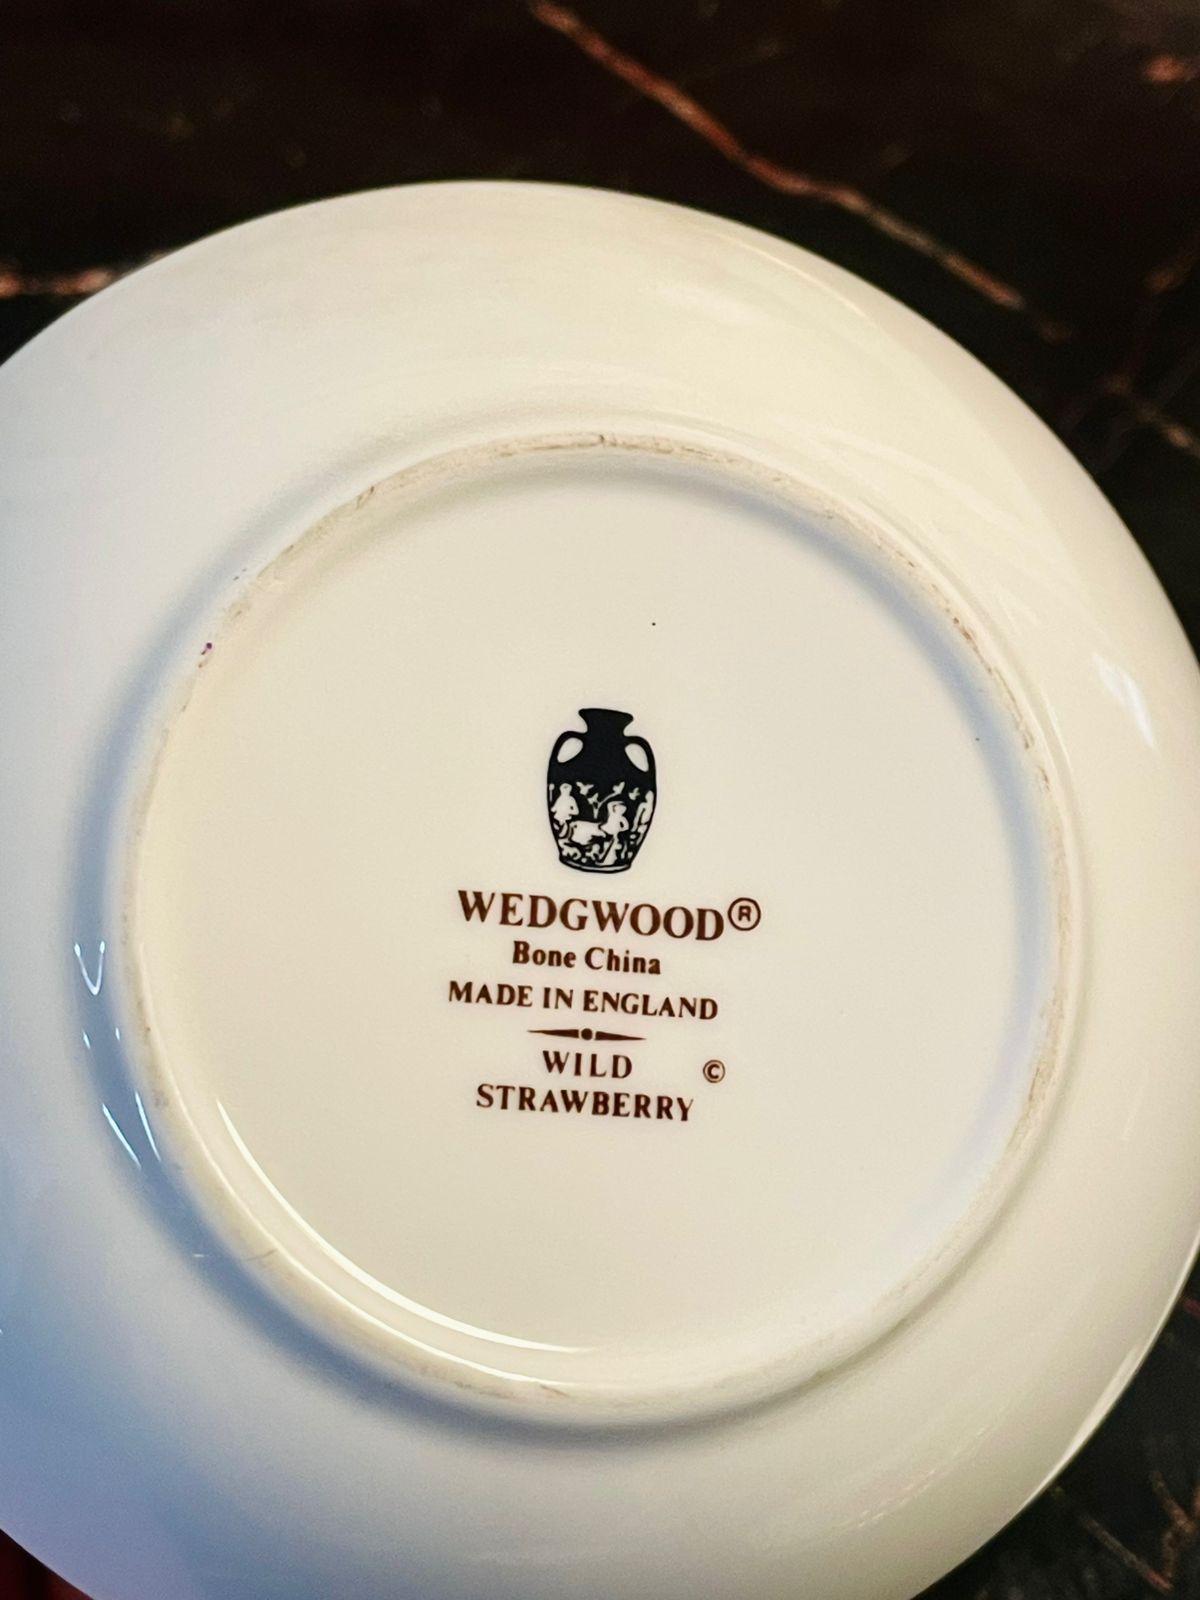 WEDGWOOD®
Bone China
MADE IN ENGLAND
WILD ©
STRAWBERRY